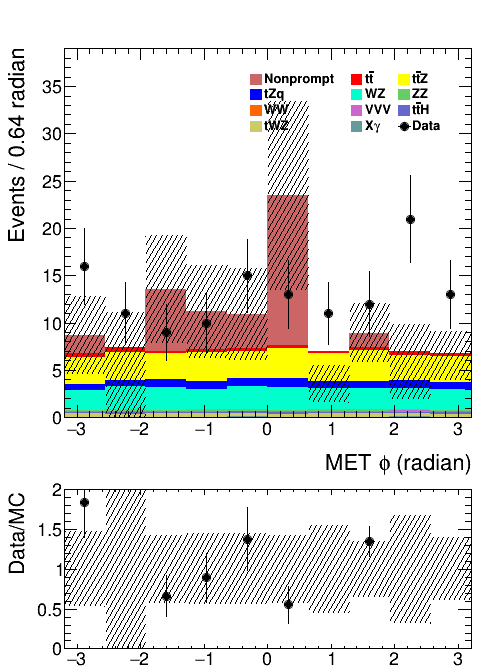 Events / 0.64 radian
35
30
25
20
15
10
5
0
Nonprompt tt̄ tt̄Z
tZq WZ ZZ
WW VVV tt̄H
tWZ Xγ Data
−3 −2 −1 0 1 2 3
MET ϕ (radian)
Data/MC
2
1.5
1
0.5
0
−3 −2 −1 0 1 2 3